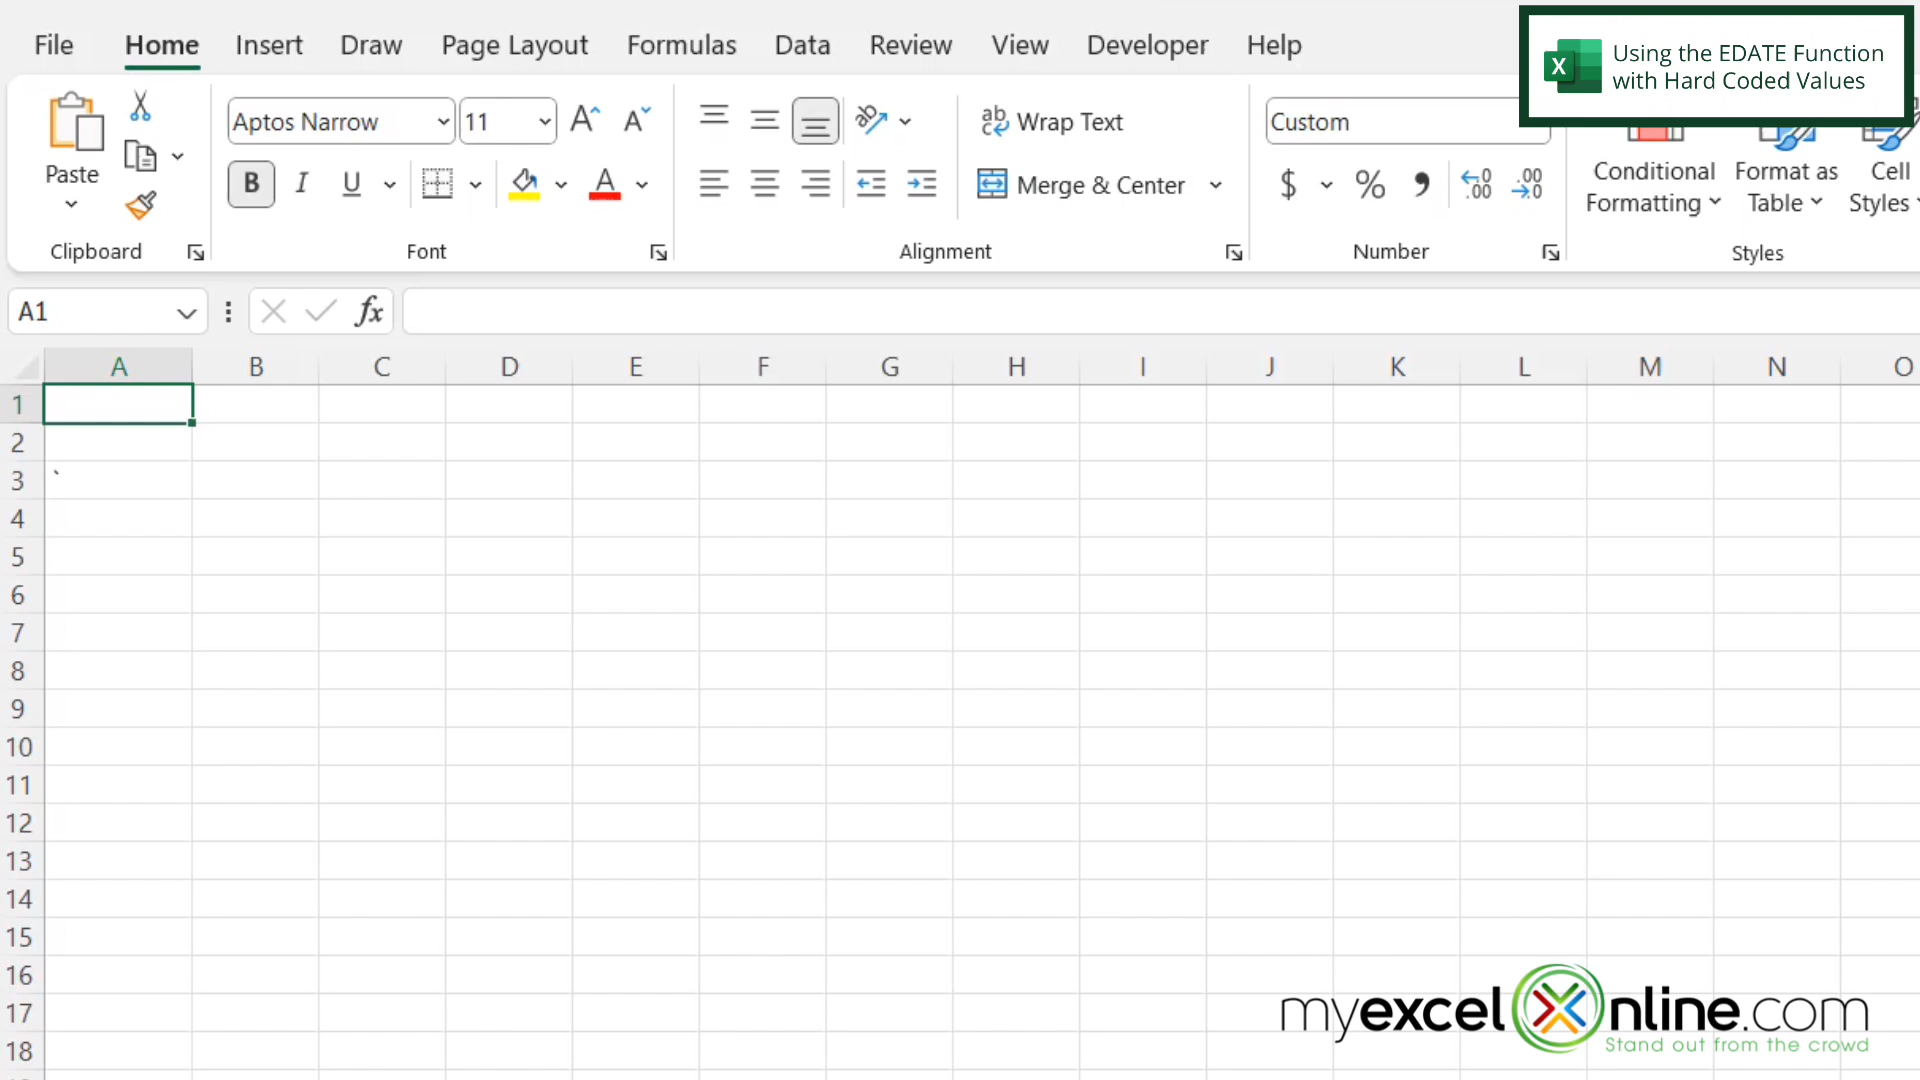 File Home Insert Draw Page Layout Formulas Data Review View Developer Help
Using the EDATE Function
with Hard Coded Values
Paste
Clipboard
Aptos Narrow 11
B I U A
Font
Wrap Text
Merge & Center
Alignment
Custom
$ % , .00 .00
Number
Conditional
Formatting
Format as
Table
Cell
Styles
Styles
A1
fx
A B C D E F G H I J K L M N O
1
2
3 `
4
5
6
7
8
9
10
11
12
13
14
15
16
17
18
myexcelonline.com
Stand out from the crowd